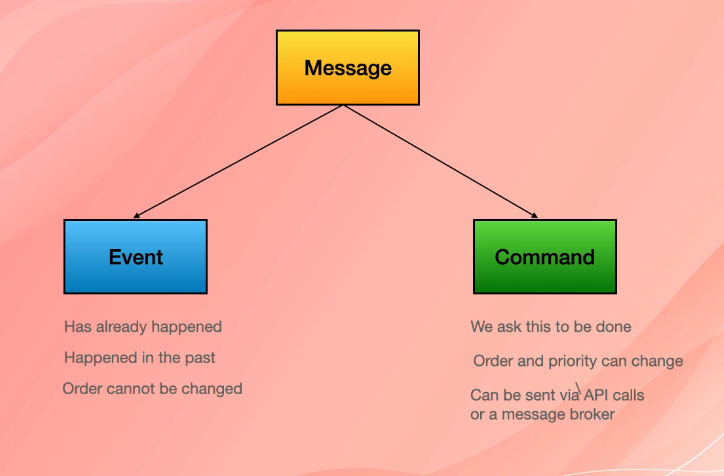 Message
Event
Command
Has already happened
Happened in the past
Order cannot be changed
We ask this to be done
Order and priority can change
Can be sent via API calls
or a message broker